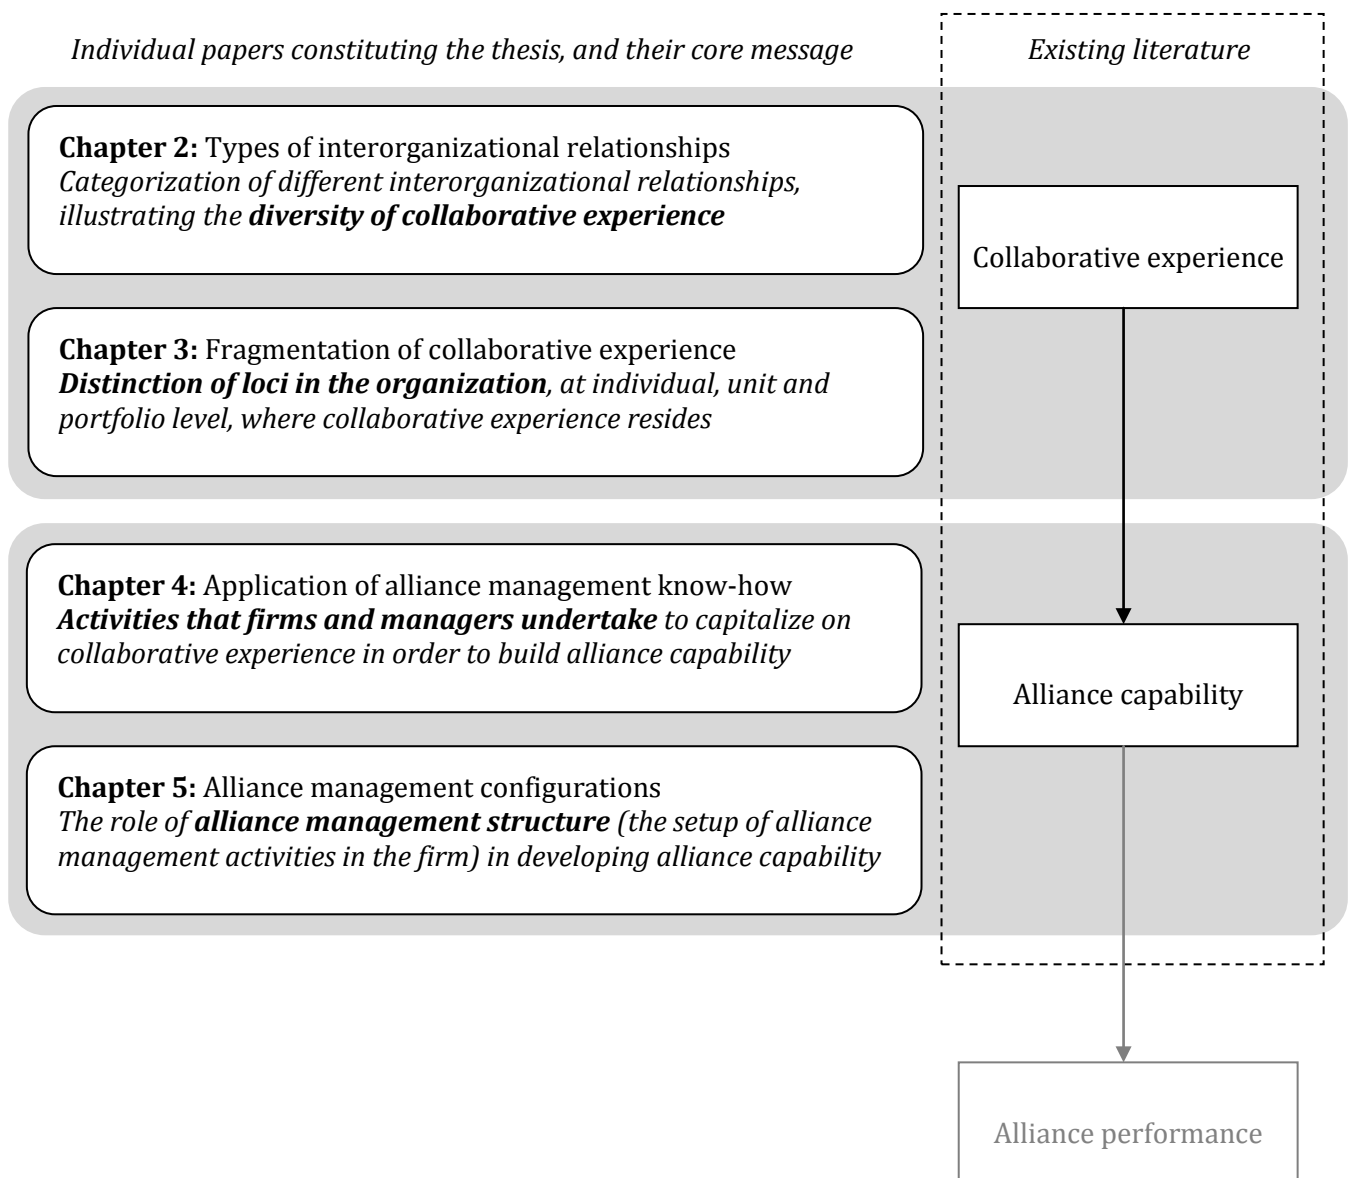 Individual papers constituting the thesis, and their core message
Existing literature
Chapter 2: Types of interorganizational relationships
Categorization of different interorganizational relationships,
illustrating the diversity of collaborative experience
Collaborative experience
Chapter 3: Fragmentation of collaborative experience
Distinction of loci in the organization, at individual, unit and
portfolio level, where collaborative experience resides
Chapter 4: Application of alliance management know-how
Activities that firms and managers undertake to capitalize on
collaborative experience in order to build alliance capability
Alliance capability
Chapter 5: Alliance management configurations
The role of alliance management structure (the setup of alliance
management activities in the firm) in developing alliance capability
Alliance performance